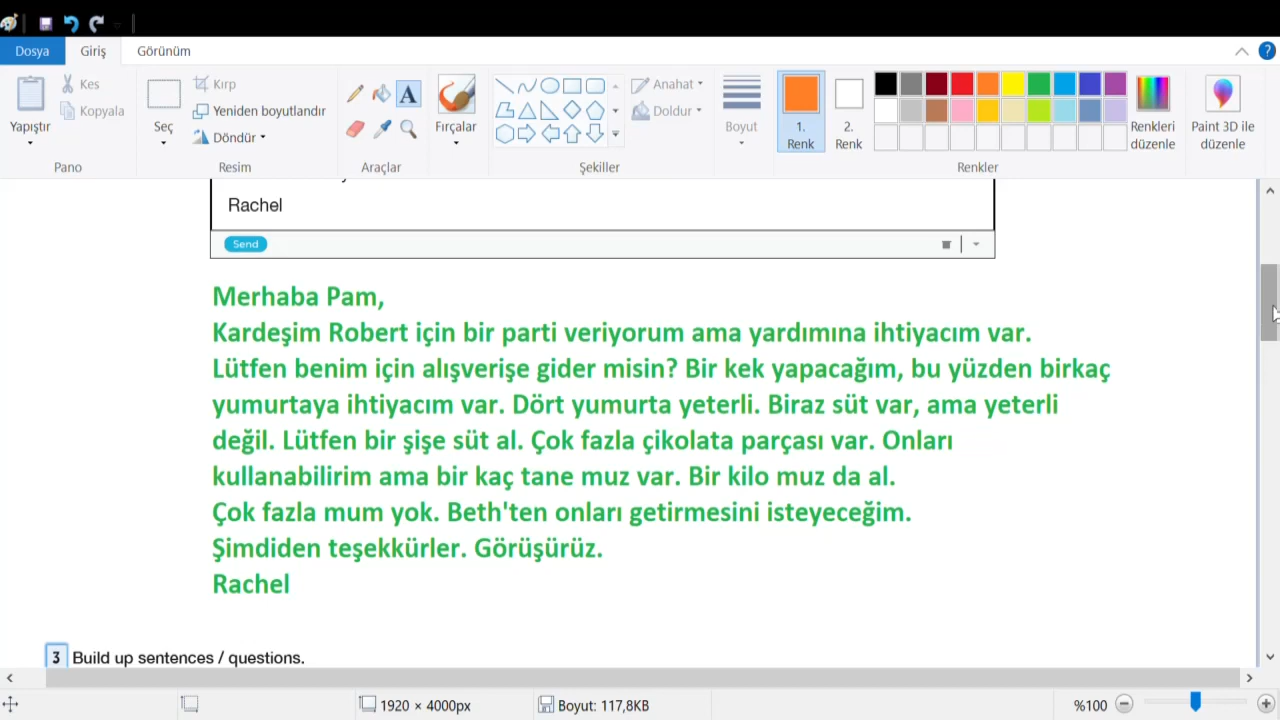 Dosya Giriş Görünüm
Yapıştır
Kes
Kopyala
Pano
Seç
Kırp
Yeniden boyutlandır
Döndür
Resim
A
Araçlar
Fırçalar
Anahat
Doldur
Şekiller
Boyut
1.
Renk
2.
Renk
Renkleri
düzenle
Renkler
Paint 3D ile
düzenle
Rachel
Send
Merhaba Pam,
Kardeşim Robert için bir parti veriyorum ama yardımına ihtiyacım var.
Lütfen benim için alışverişe gider misin? Bir kek yapacağım, bu yüzden birkaç
yumurtaya ihtiyacım var. Dört yumurta yeterli. Biraz süt var, ama yeterli
değil. Lütfen bir şişe süt al. Çok fazla çikolata parçası var. Onları
kullanabilirim ama bir kaç tane muz var. Bir kilo muz da al.
Çok fazla mum yok. Beth'ten onları getirmesini isteyeceğim.
Şimdiden teşekkürler. Görüşürüz.
Rachel
3 Build up sentences / questions.
1920 × 4000px Boyut: 117,8KB %100